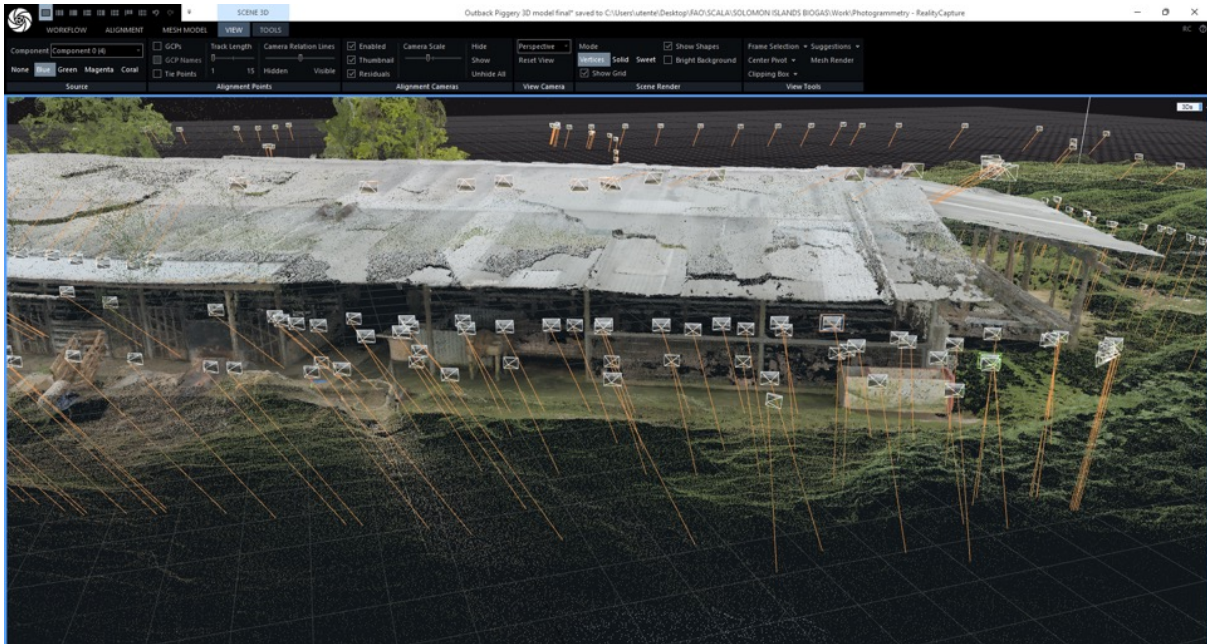 SCENE 3D
Outback Piggery 3D model final* saved to C:\Users\utente\Desktop\FAO\SCALA\SOLOMON ISLANDS BIOGAS\Work\Photogrammetry - RealityCapture
WORKFLOW ALIGNMENT MESH MODEL VIEW TOOLS RC
Component Component 0 (4) GCPs Track Length Camera Relation Lines Enabled Camera Scale Hide Perspective Mode Show Shapes Frame Selection Suggestions
GCP Names Thumbnail Show Reset View Vertices Solid Sweet Bright Background Center Pivot Mesh Render
None Blue Green Magenta Coral Tie Points 1 15 Hidden Visible Residuals Unhide All Show Grid Clipping Box
Source Alignment Points Alignment Cameras View Camera Scene Render View Tools
3Ds